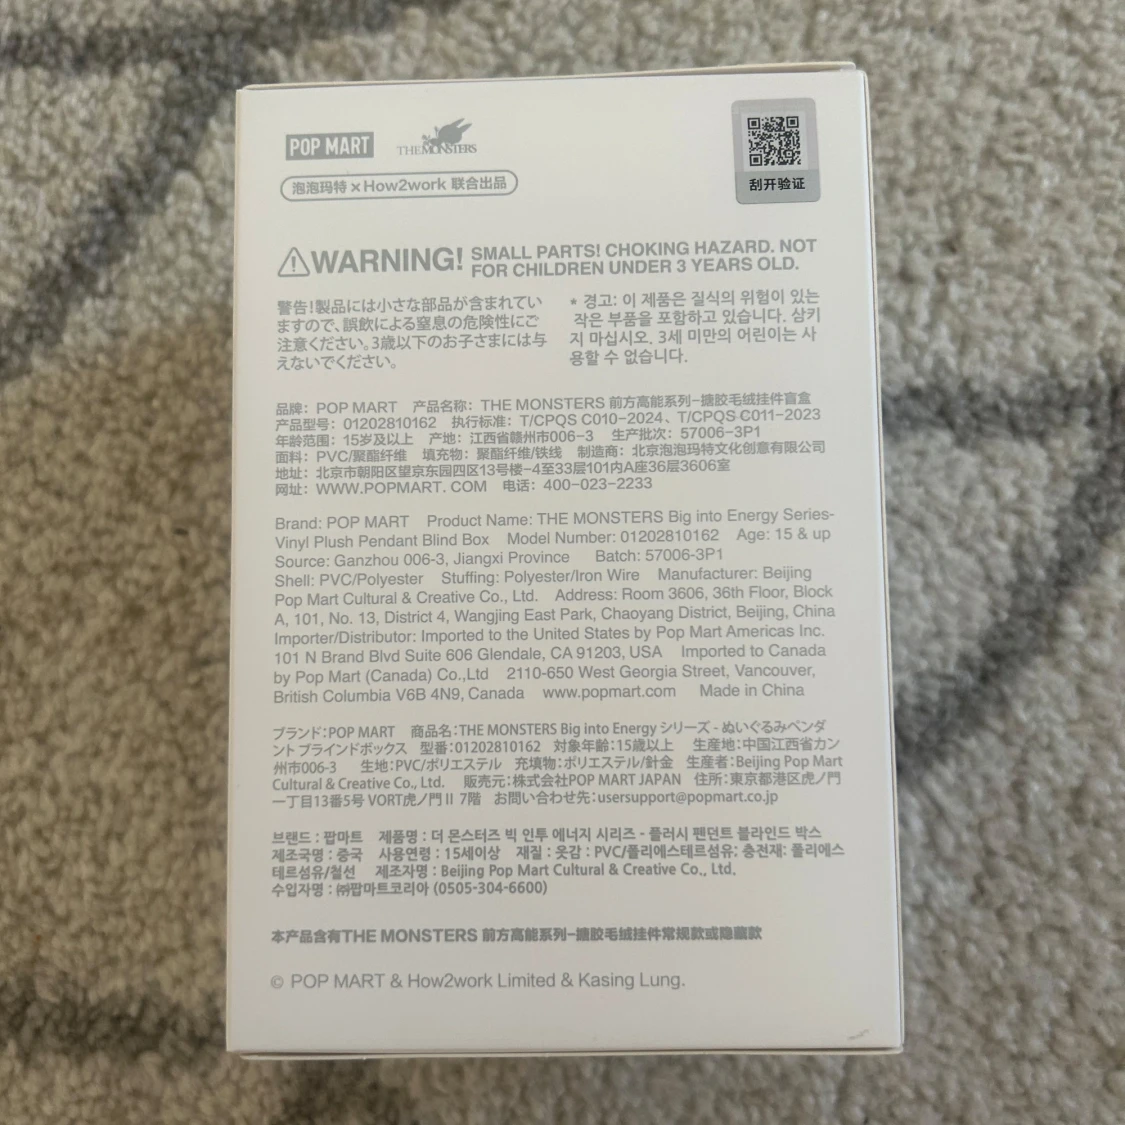 POP MART
THE MONSTERS
泡泡玛特×How2work 联合出品
刮开验证
WARNING! SMALL PARTS! CHOKING HAZARD. NOT
FOR CHILDREN UNDER 3 YEARS OLD.
警告!製品には小さな部品が含まれてい
ますので、誤飲による窒息の危険性にご
注意ください。3歳以下のお子さまには与
えないでください。
* 경고: 이 제품은 질식의 위험이 있는
작은 부품을 포함하고 있습니다. 삼키
지 마십시오. 3세 미만의 어린이는 사
용할 수 없습니다.
品牌： POP MART 产品名称： THE MONSTERS 前方高能系列-搪胶毛绒挂件盲盒
产品型号： 01202810162 执行标准： T/CPQS C010-2024、T/CPQS C011-2023
年龄范围： 15岁及以上 产地： 江西省赣州市006-3 生产批次： 57006-3P1
面料： PVC/聚酯纤维 填充物： 聚酯纤维/铁线 制造商： 北京泡泡玛特文化创意有限公司
地址： 北京市朝阳区望京东园四区13号楼-4至33层101内A座36层3606室
网址： WWW.POPMART. COM 电话： 400-023-2233
Brand: POP MART Product Name: THE MONSTERS Big into Energy Series-
Vinyl Plush Pendant Blind Box Model Number: 01202810162 Age: 15 & up
Source: Ganzhou 006-3, Jiangxi Province Batch: 57006-3P1
Shell: PVC/Polyester Stuffing: Polyester/Iron Wire Manufacturer: Beijing
Pop Mart Cultural & Creative Co., Ltd. Address: Room 3606, 36th Floor, Block
A, 101, No. 13, District 4, Wangjing East Park, Chaoyang District, Beijing, China
Importer/Distributor: Imported to the United States by Pop Mart Americas Inc.
101 N Brand Blvd Suite 606 Glendale, CA 91203, USA Imported to Canada
by Pop Mart (Canada) Co.,Ltd 2110-650 West Georgia Street, Vancouver,
British Columbia V6B 4N9, Canada www.popmart.com Made in China
ブランド:POP MART 商品名:THE MONSTERS Big into Energy シリーズ - ぬいぐるみペンダ
ント ブラインドボックス 型番:01202810162 対象年齢:15歳以上 生産地:中国江西省カン
州市006-3 生地:PVC/ポリエステル 充填物:ポリエステル/針金 生産者:Beijing Pop Mart
Cultural & Creative Co., Ltd. 販売元:株式会社POP MART JAPAN 住所:東京都港区虎ノ門
一丁目13番5号 VORT虎ノ門Ⅱ 7階 お問い合わせ先:usersupport@popmart.co.jp
브랜드 : 팝마트 제품명 : 더 몬스터즈 빅 인투 에너지 시리즈 - 플러시 펜던트 블라인드 박스
제조국명 : 중국 사용연령 : 15세이상 재질 : 옷감 : PVC/폴리에스테르섬유; 충전재: 폴리에스
테르섬유/철선 제조자명 : Beijing Pop Mart Cultural & Creative Co., Ltd.
수입자명 : ㈜팝마트코리아 (0505-304-6600)
本产品含有THE MONSTERS 前方高能系列-搪胶毛绒挂件常规款或隐藏款
© POP MART & How2work Limited & Kasing Lung.